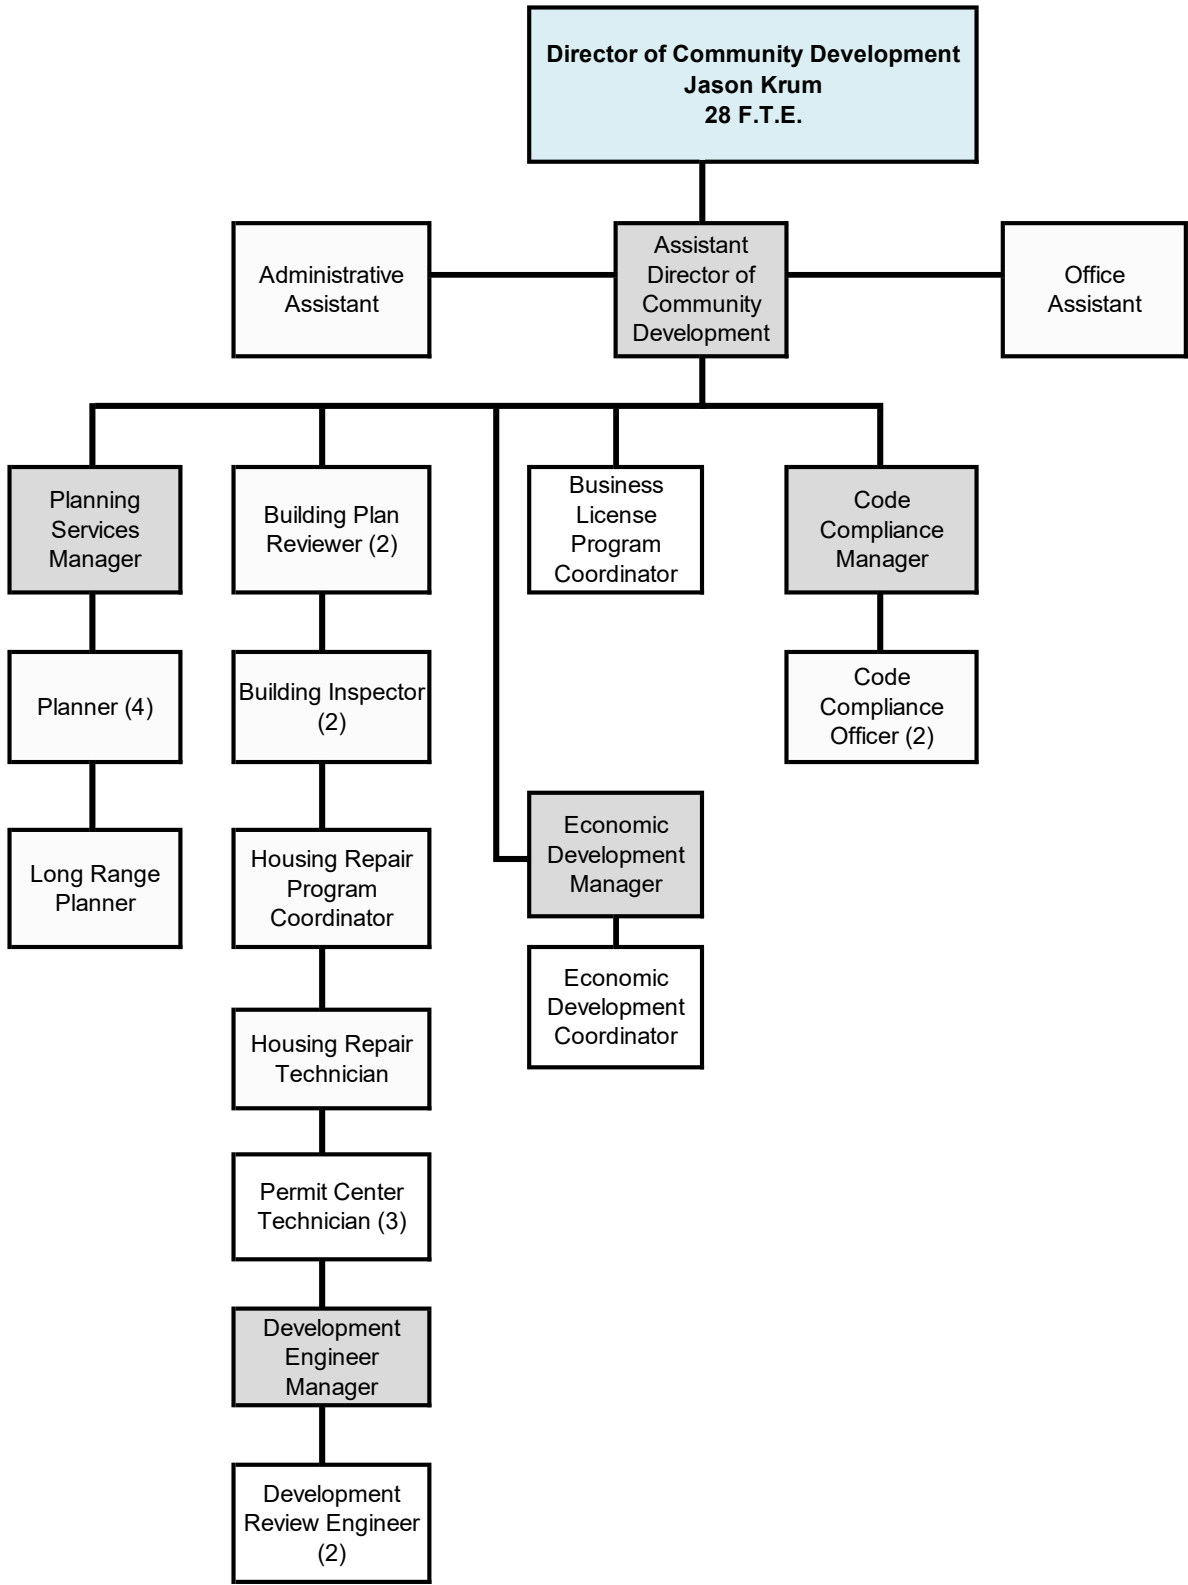 Director of Community Development
Jason Krum
28 F.T.E.
Administrative
Assistant
Assistant
Director of
Community
Development
Office
Assistant
Planning
Services
Manager
Building Plan
Reviewer (2)
Business
License
Program
Coordinator
Code
Compliance
Manager
Planner (4)
Building Inspector
(2)
Code
Compliance
Officer (2)
Long Range
Planner
Housing Repair
Program
Coordinator
Economic
Development
Manager
Economic
Development
Coordinator
Housing Repair
Technician
Permit Center
Technician (3)
Development
Engineer
Manager
Development
Review Engineer
(2)